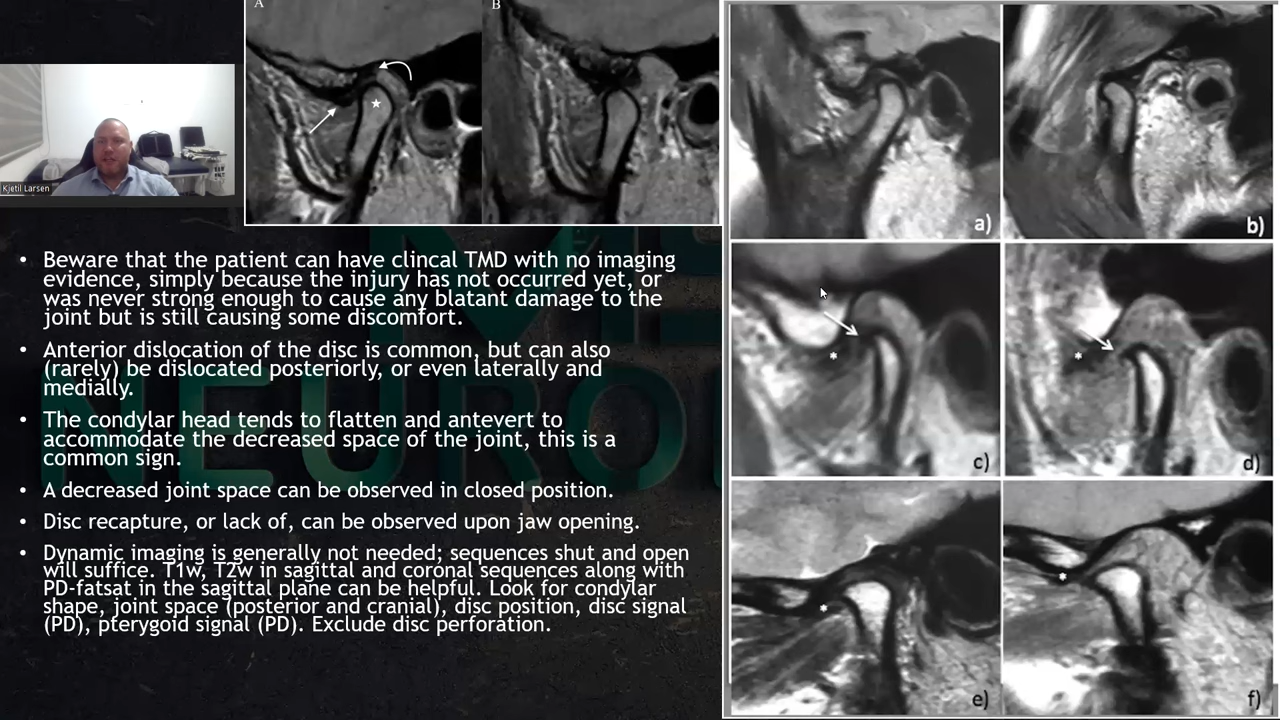 A
B
Kjetil Larsen
• Beware that the patient can have clincal TMD with no imaging
evidence, simply because the injury has not occurred yet, or
was never strong enough to cause any blatant damage to the
joint but is still causing some discomfort.
• Anterior dislocation of the disc is common, but can also
(rarely) be dislocated posteriorly, or even laterally and
medially.
• The condylar head tends to flatten and antevert to
accommodate the decreased space of the joint, this is a
common sign.
• A decreased joint space can be observed in closed position.
• Disc recapture, or lack of, can be observed upon jaw opening.
• Dynamic imaging is generally not needed; sequences shut and open
will suffice. T1w, T2w in sagittal and coronal sequences along with
PD-fatsat in the sagittal plane can be helpful. Look for condylar
shape, joint space (posterior and cranial), disc position, disc signal
(PD), pterygoid signal (PD). Exclude disc perforation.
a)
b)
*
*
c)
d)
*
*
e)
f)